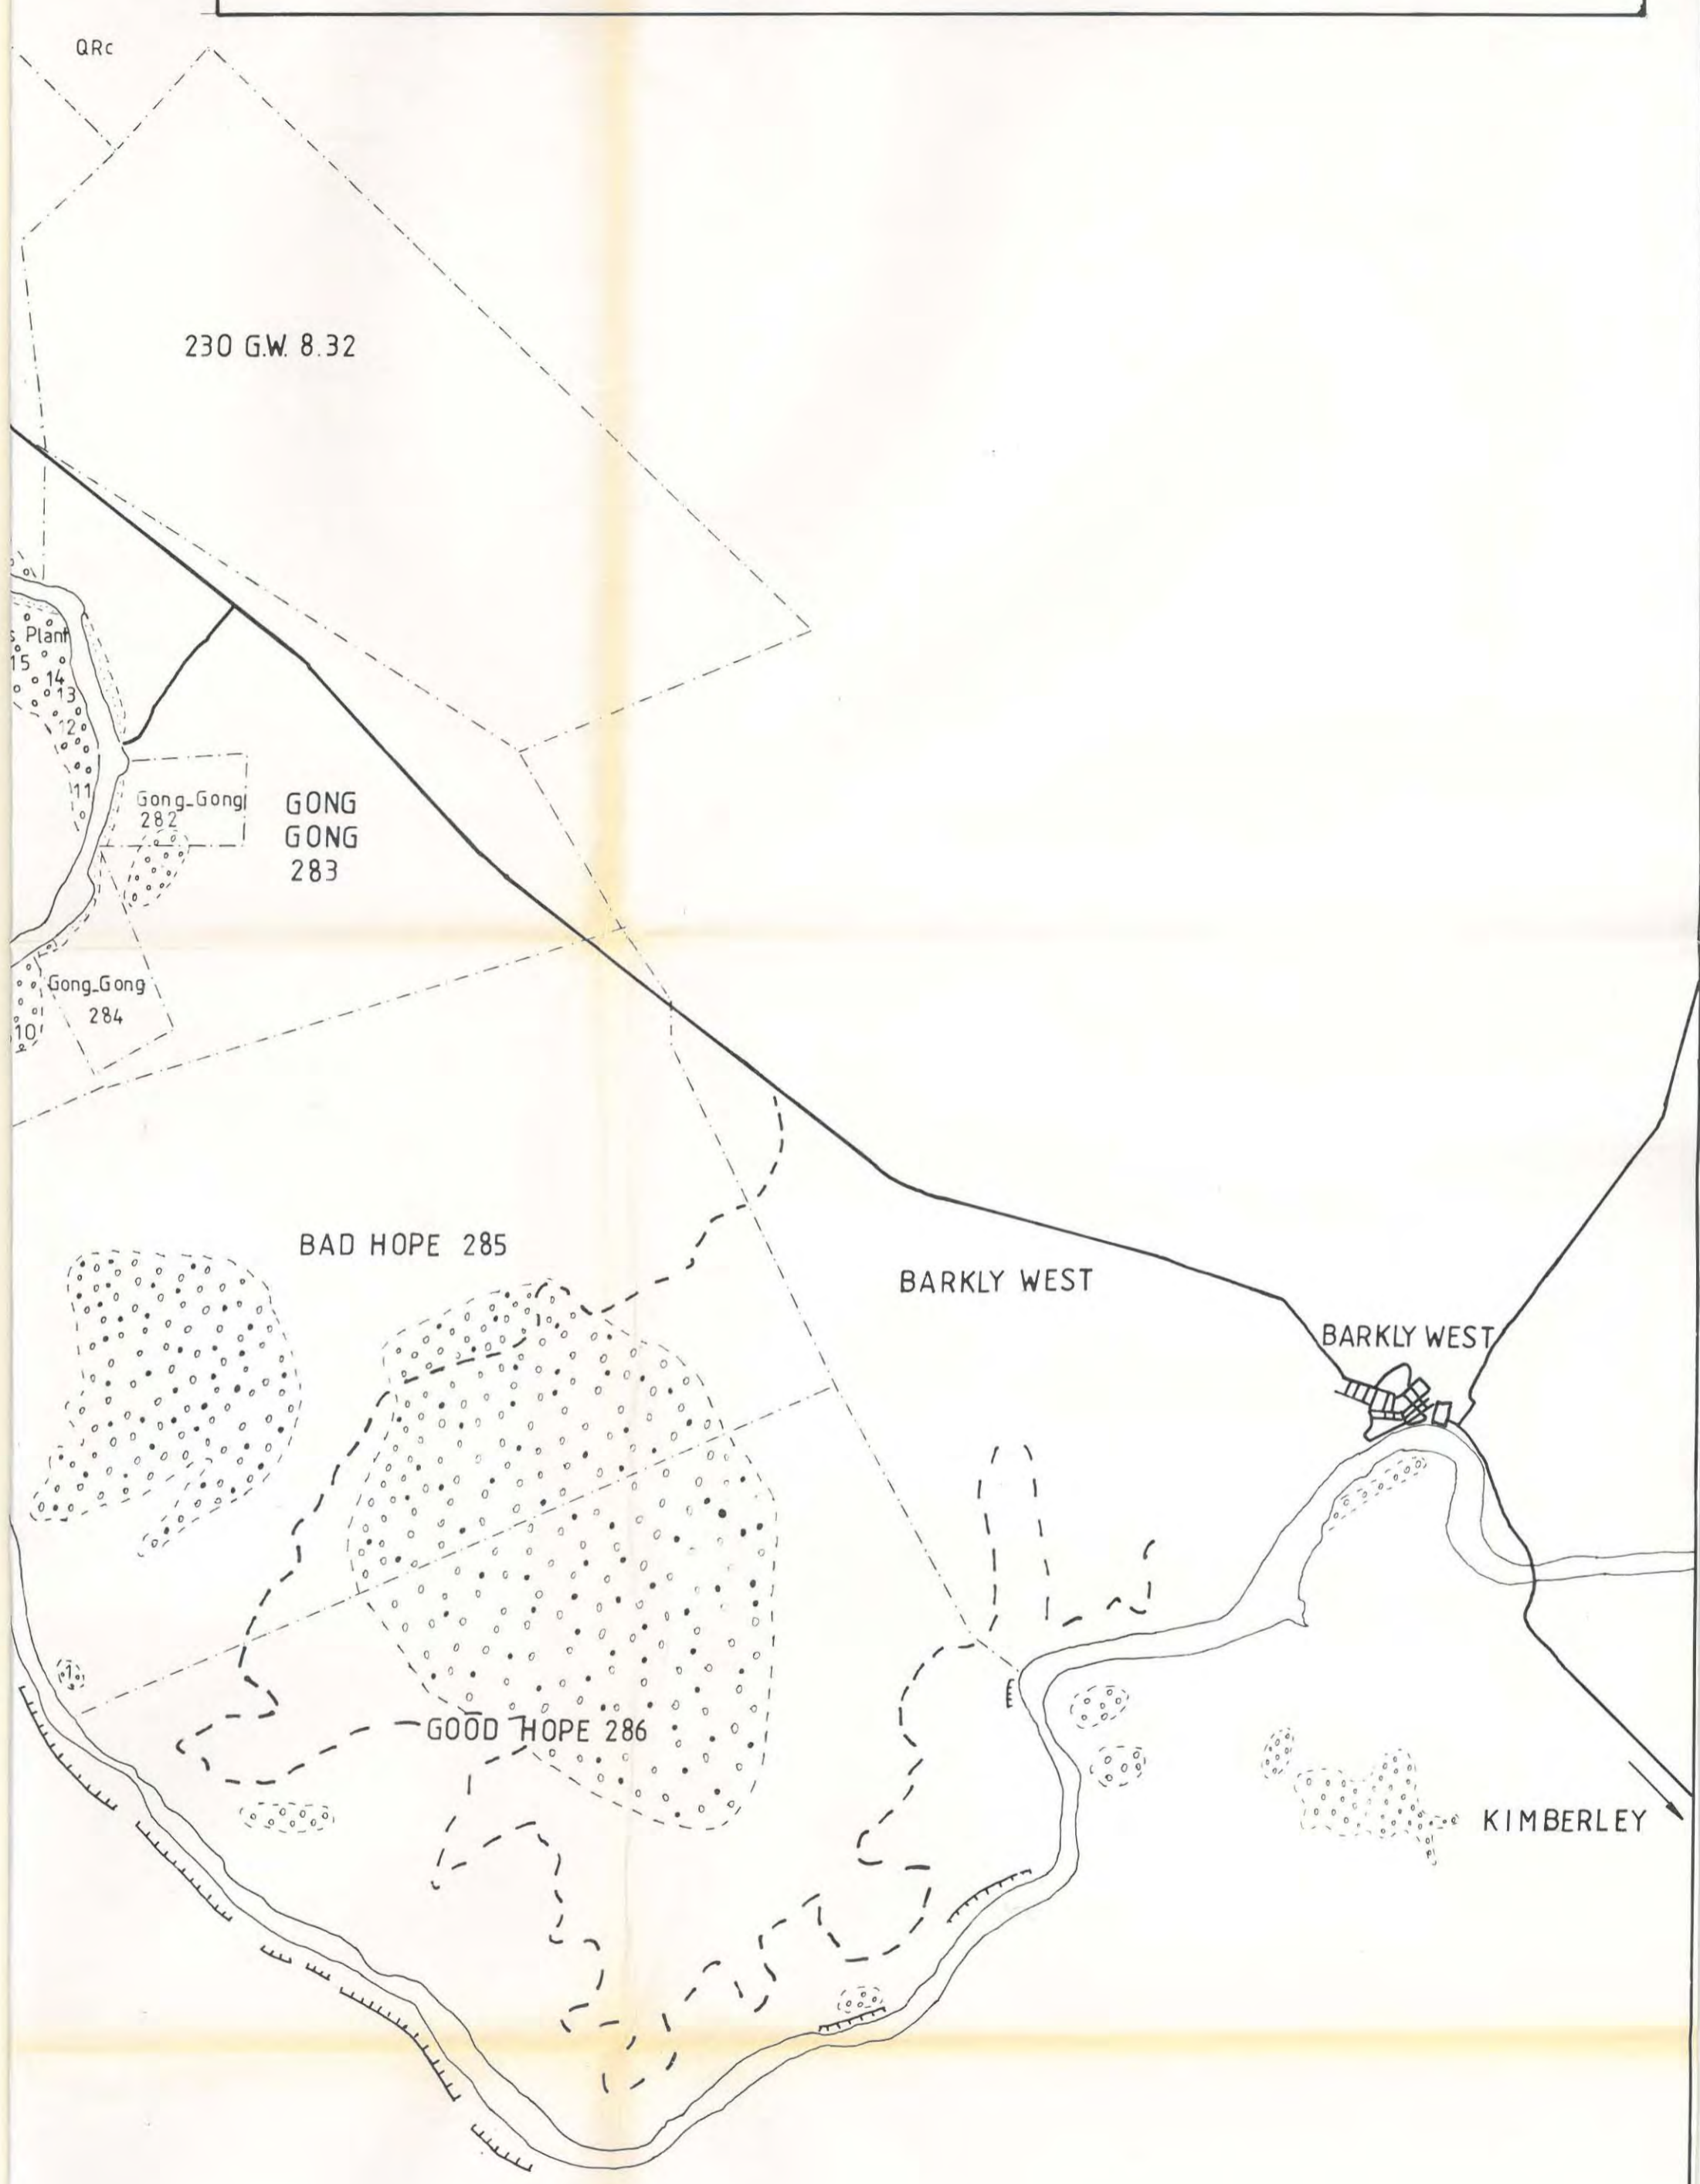 QRc
230 G.W. 8.32
s Plant
15
14
13
12
11
Gong-Gong
282
GONG
GONG
283
Gong-Gong
284
10
BAD HOPE 285
BARKLY WEST
BARKLY WEST
1
GOOD HOPE 286
KIMBERLEY